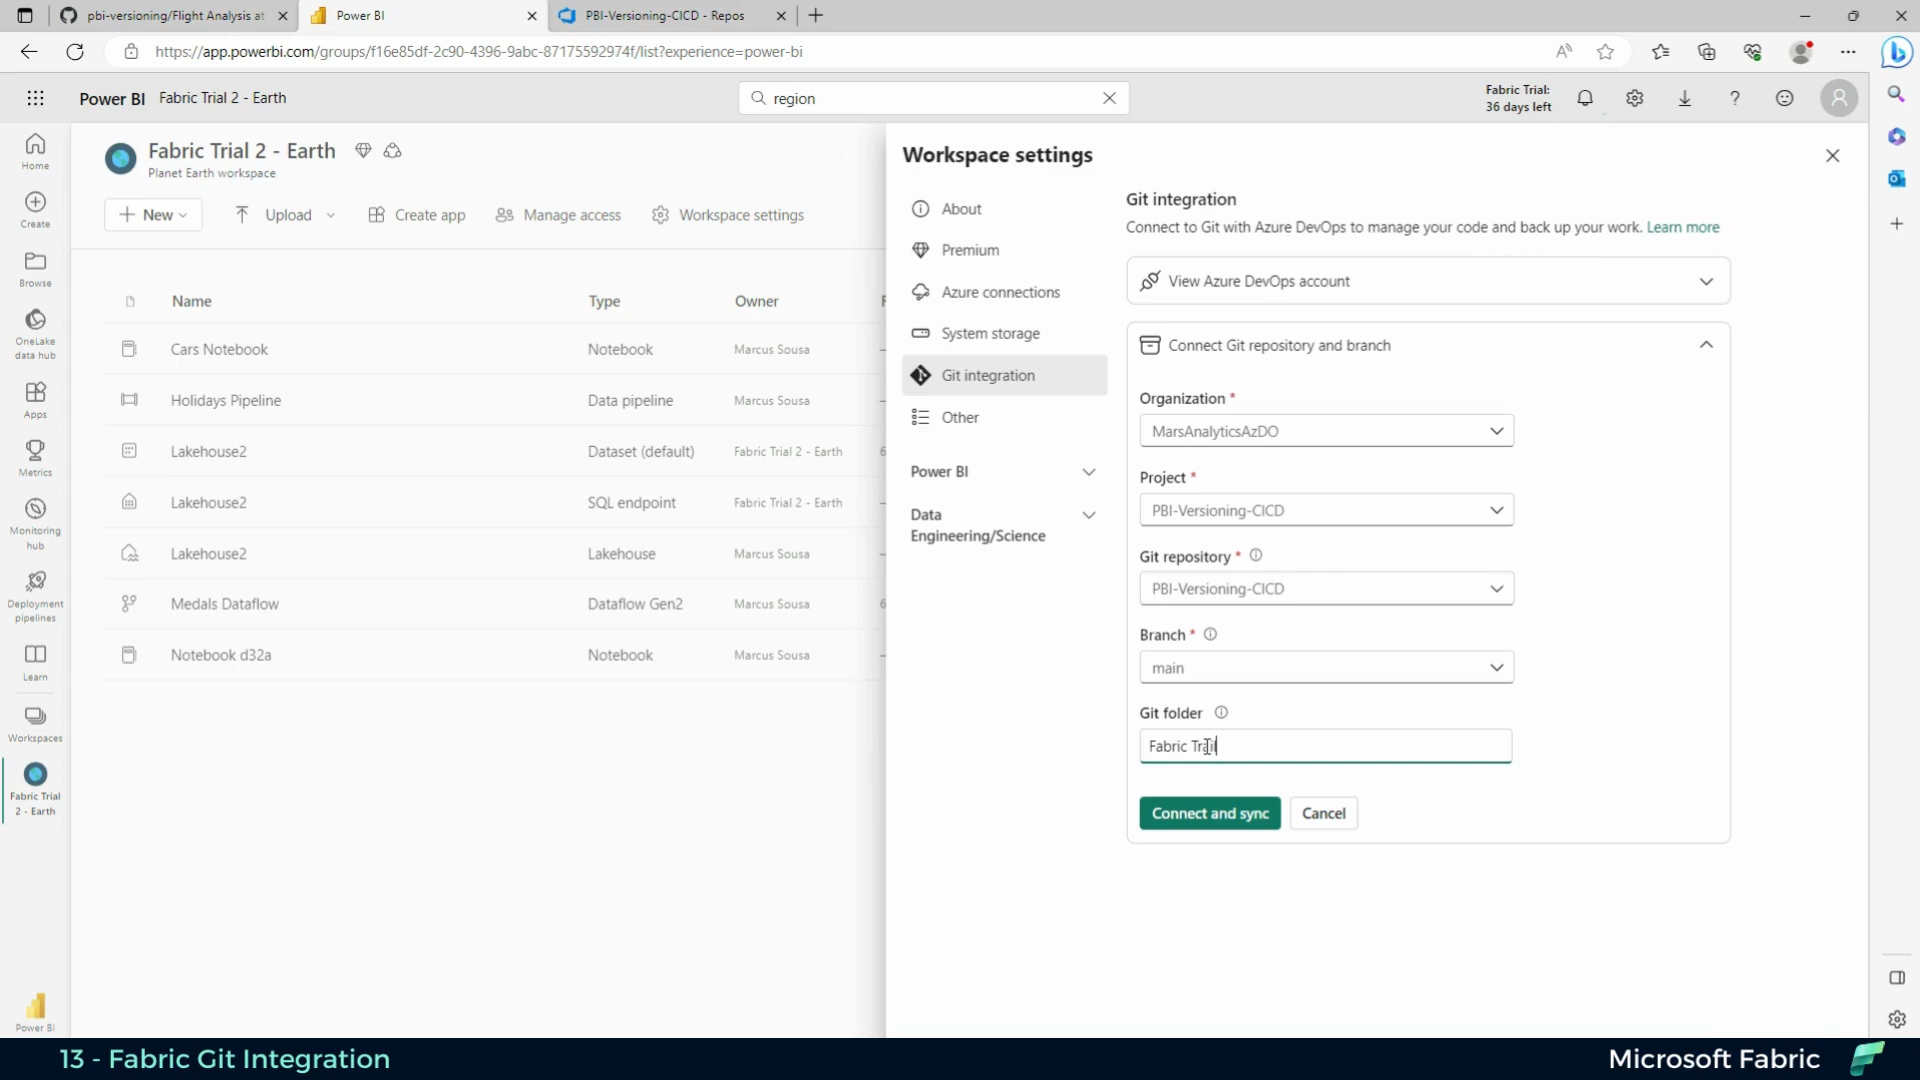 pbi-versioning/Flight Analysis at
Power BI
PBI-Versioning-CICD - Repos
https://app.powerbi.com/groups/f16e85df-2c90-4396-9abc-87175592974f/list?experience=power-bi
Power BI Fabric Trial 2 - Earth
region
Fabric Trial:
36 days left
Home
Create
Browse
OneLake
data hub
Apps
Metrics
Monitoring
hub
Deployment
pipelines
Learn
Workspaces
Fabric Trial
2 - Earth
Power BI
Fabric Trial 2 - Earth
Planet Earth workspace
New
Upload
Create app
Manage access
Workspace settings
Name Type Owner
Cars Notebook Notebook Marcus Sousa
Holidays Pipeline Data pipeline Marcus Sousa
Lakehouse2 Dataset (default) Fabric Trial 2 - Earth 6
Lakehouse2 SQL endpoint Fabric Trial 2 - Earth
Lakehouse2 Lakehouse Marcus Sousa
Medals Dataflow Dataflow Gen2 Marcus Sousa 6
Notebook d32a Notebook Marcus Sousa
Workspace settings
About
Premium
Azure connections
System storage
Git integration
Other
Power BI
Data
Engineering/Science
Git integration
Connect to Git with Azure DevOps to manage your code and back up your work. Learn more
View Azure DevOps account
Connect Git repository and branch
Organization *
MarsAnalyticsAzDO
Project *
PBI-Versioning-CICD
Git repository *
PBI-Versioning-CICD
Branch *
main
Git folder
Fabric Trail
Connect and sync
Cancel
13 - Fabric Git Integration
Microsoft Fabric